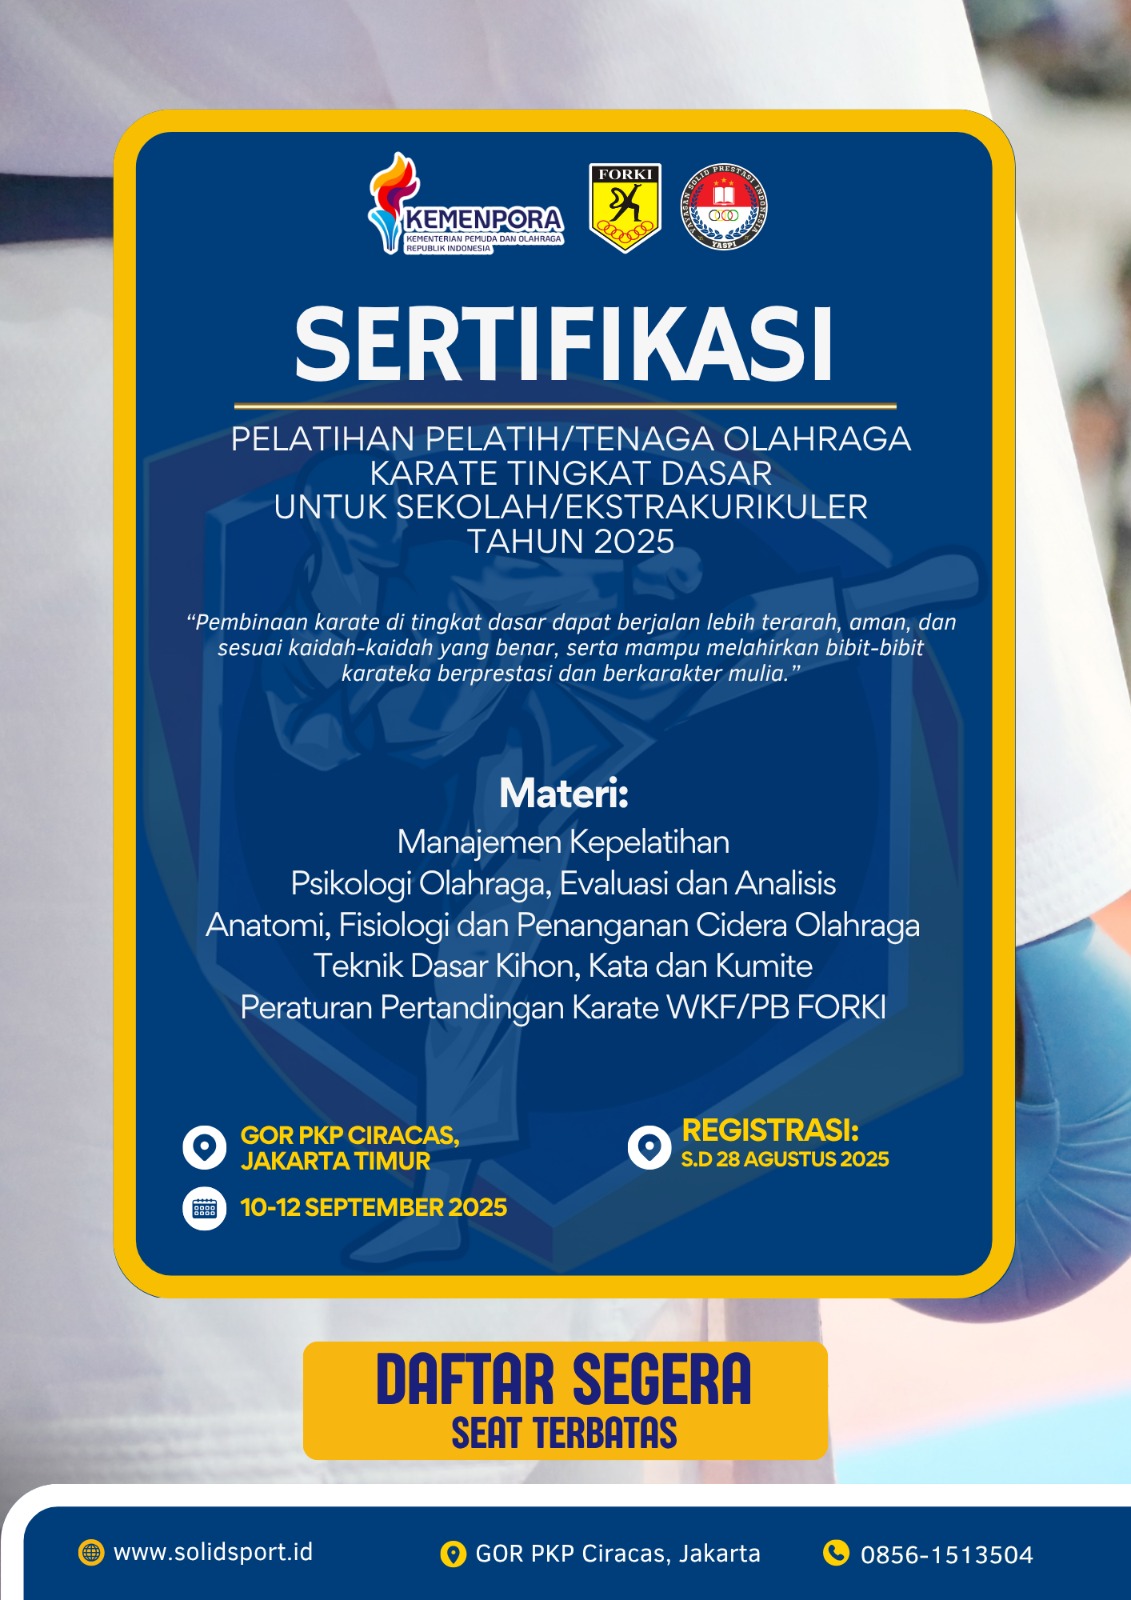 KEMENPORA
KEMENTERIAN PEMUDA DAN OLAHRAGA
REPUBLIK INDONESIA
FORKI
YAYASAN SOLID PRESTASI INDONESIA
YASPI
SERTIFIKASI
PELATIHAN PELATIH/TENAGA OLAHRAGA
KARATE TINGKAT DASAR
UNTUK SEKOLAH/EKSTRAKURIKULER
TAHUN 2025
“Pembinaan karate di tingkat dasar dapat berjalan lebih terarah, aman, dan
sesuai kaidah-kaidah yang benar, serta mampu melahirkan bibit-bibit
karateka berprestasi dan berkarakter mulia.”
Materi:
Manajemen Kepelatihan
Psikologi Olahraga, Evaluasi dan Analisis
Anatomi, Fisiologi dan Penanganan Cidera Olahraga
Teknik Dasar Kihon, Kata dan Kumite
Peraturan Pertandingan Karate WKF/PB FORKI
GOR PKP CIRACAS,
JAKARTA TIMUR
10-12 SEPTEMBER 2025
REGISTRASI:
S.D 28 AGUSTUS 2025
DAFTAR SEGERA
SEAT TERBATAS
www.solidsport.id
GOR PKP Ciracas, Jakarta
0856-1513504